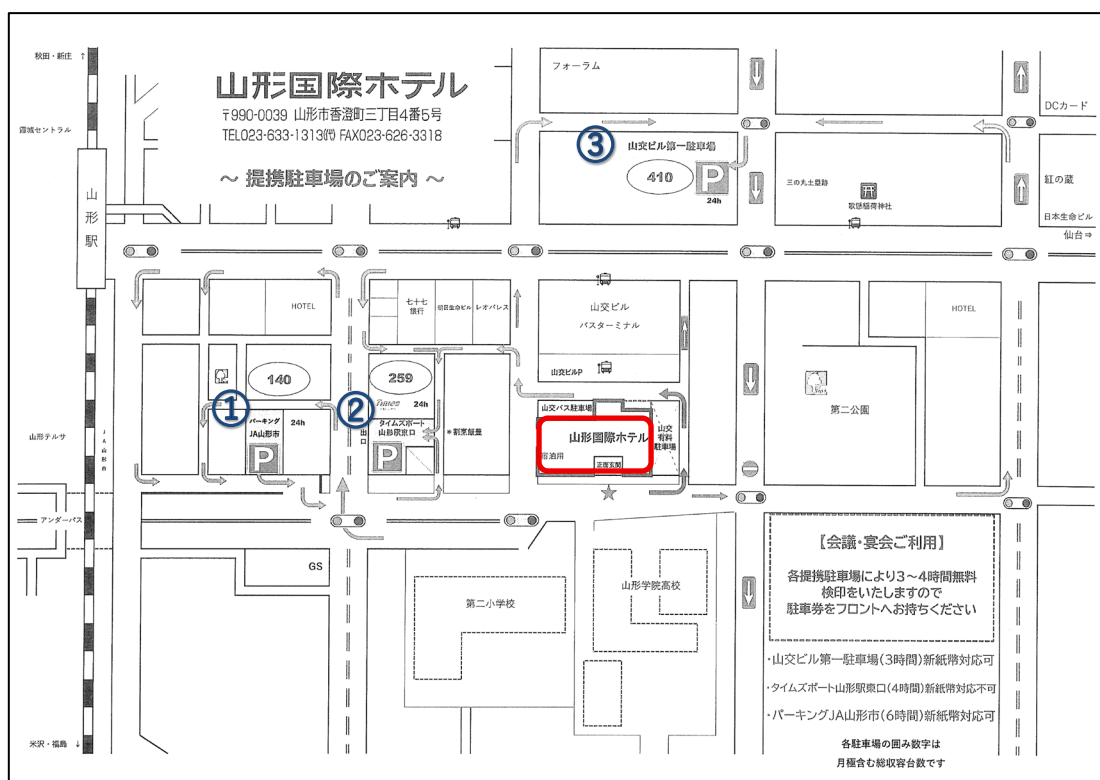 秋田・新庄 ↑
霞城セントラル
山形駅
山形国際ホテル
〒990-0039 山形市香澄町三丁目4番5号
TEL023-633-1313㈹ FAX023-626-3318
～ 提携駐車場のご案内 ～
フォーラム
③
山交ビル第一駐車場
410
P
24h
三の丸土塁跡
歌懸稲荷神社
DCカード
紅の蔵
日本生命ビル
仙台⇒
HOTEL
七十七
銀行
朝日生命ビル
レオパレス
山交ビル
バスターミナル
山交ビルP
HOTEL
140
①
パーキング
JA山形市
24h
P
259
②
Times
24h
タイムズポート
山形駅東口
出口
P
*割烹飯豊
山交バス駐車場
山形国際ホテル
宿泊用
正面玄関
山交
有料
駐車場
第二公園
山形テルサ
JA山形市
アンダーパス
GS
第二小学校
山形学院高校
【会議・宴会ご利用】
各提携駐車場により3～4時間無料
検印をいたしますので
駐車券をフロントへお持ちください
・山交ビル第一駐車場(3時間)新紙幣対応可
・タイムズポート山形駅東口(4時間)新紙幣対応不可
・パーキングJA山形市(6時間)新紙幣対応可
各駐車場の囲み数字は
月極含む総収容台数です
米沢・福島 ↓